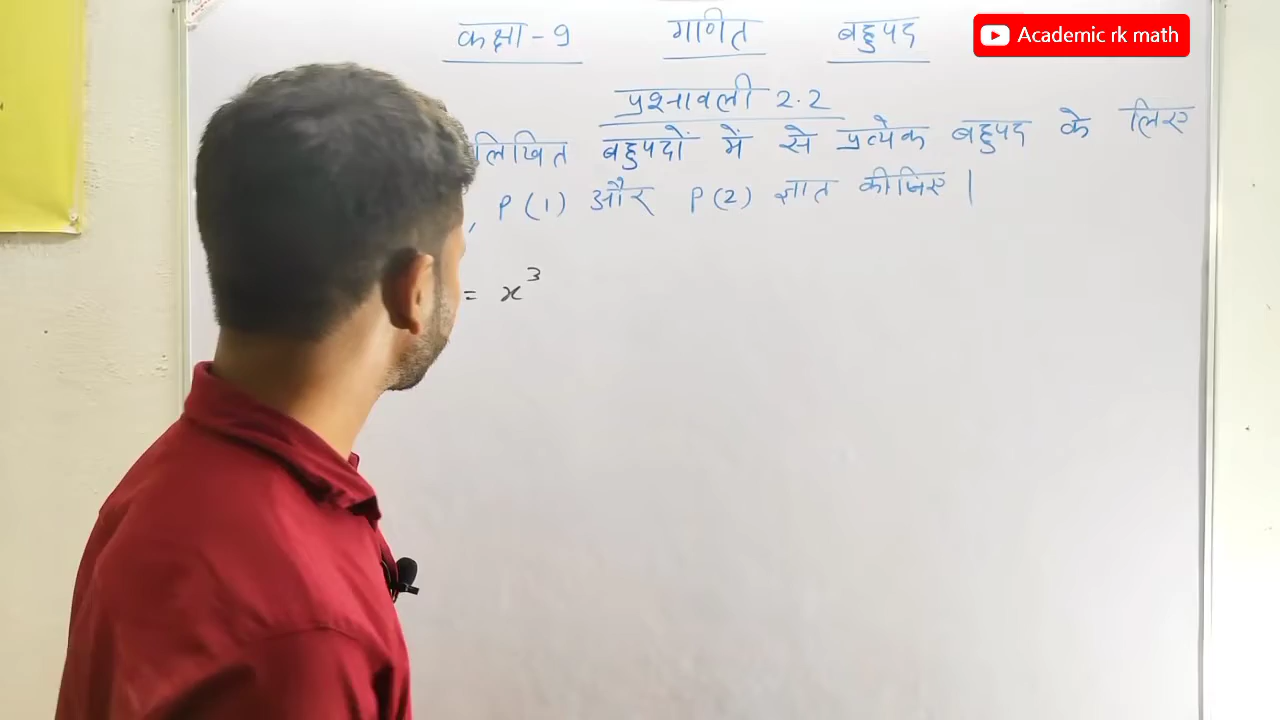 कक्षा - 9 गणित बहुपद
Academic rk math
प्रश्नावली 2.2
लिखित बहुपदों में से प्रत्येक बहुपद के लिए
, P(1) और P(2) ज्ञात कीजिए |
= x³